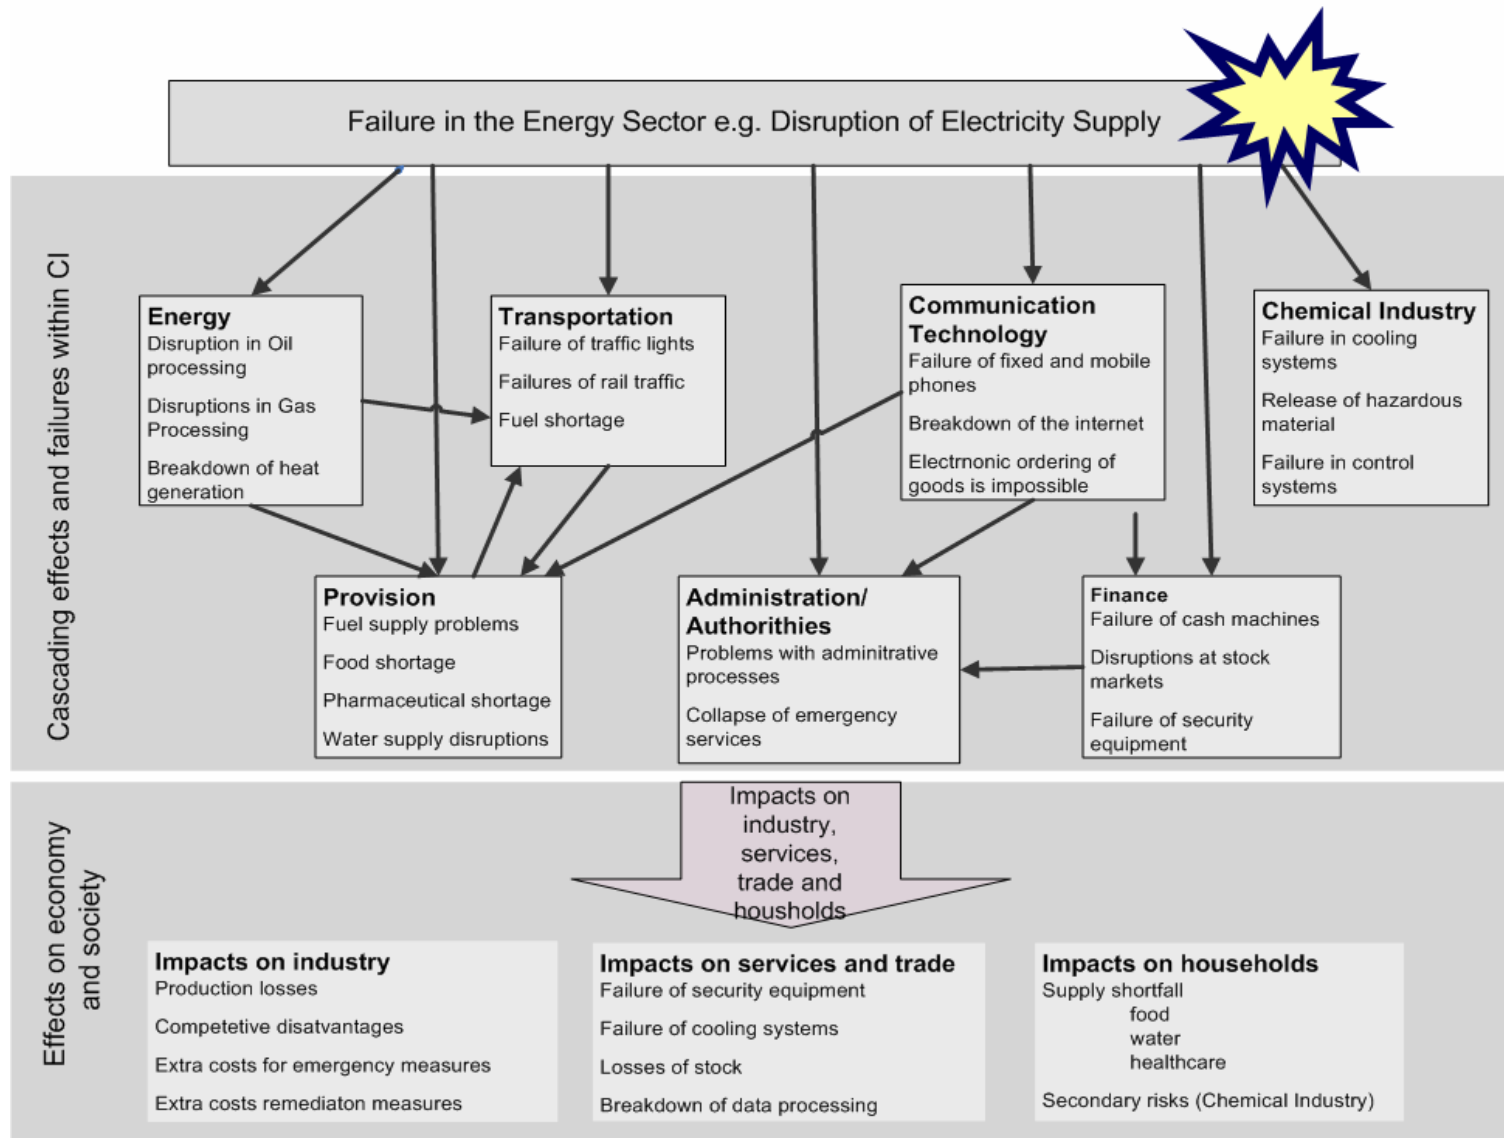 Failure in the Energy Sector e.g. Disruption of Electricity Supply
Cascading effects and failures within CI
Energy
Disruption in Oil
processing
Disruptions in Gas
Processing
Breakdown of heat
generation
Transportation
Failure of traffic lights
Failures of rail traffic
Fuel shortage
Communication
Technology
Failure of fixed and mobile
phones
Breakdown of the internet
Electrnonic ordering of
goods is impossible
Chemical Industry
Failure in cooling
systems
Release of hazardous
material
Failure in control
systems
Provision
Fuel supply problems
Food shortage
Pharmaceutical shortage
Water supply disruptions
Administration/
Authorithies
Problems with adminitrative
processes
Collapse of emergency
services
Finance
Failure of cash machines
Disruptions at stock
markets
Failure of security
equipment
Effects on economy
and society
Impacts on
industry,
services,
trade and
housholds
Impacts on industry
Production losses
Competetive disatvantages
Extra costs for emergency measures
Extra costs remediaton measures
Impacts on services and trade
Failure of security equipment
Failure of cooling systems
Losses of stock
Breakdown of data processing
Impacts on households
Supply shortfall
food
water
healthcare
Secondary risks (Chemical Industry)